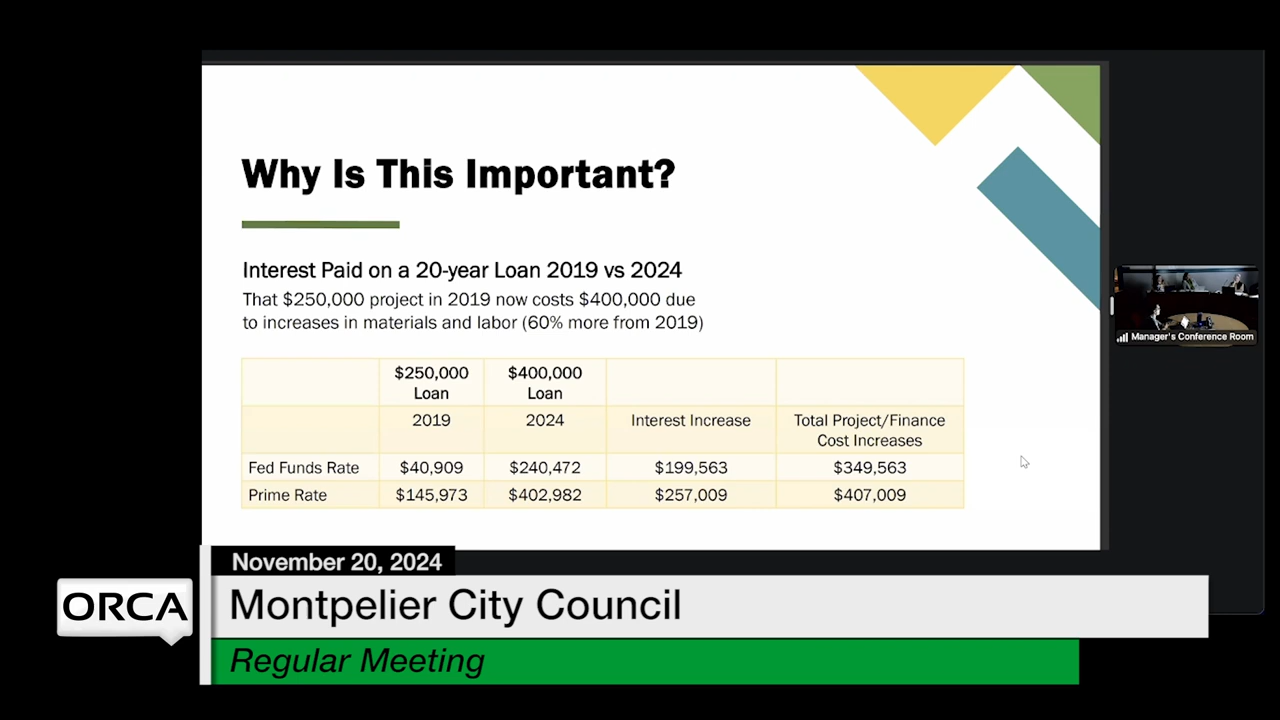 Why Is This Important?
Interest Paid on a 20-year Loan 2019 vs 2024
That $250,000 project in 2019 now costs $400,000 due
to increases in materials and labor (60% more from 2019)
$250,000 Loan $400,000 Loan
2019 2024 Interest Increase Total Project/Finance Cost Increases
Fed Funds Rate $40,909 $240,472 $199,563 $349,563
Prime Rate $145,973 $402,982 $257,009 $407,009
Manager's Conference Room
November 20, 2024
ORCA
Montpelier City Council
Regular Meeting